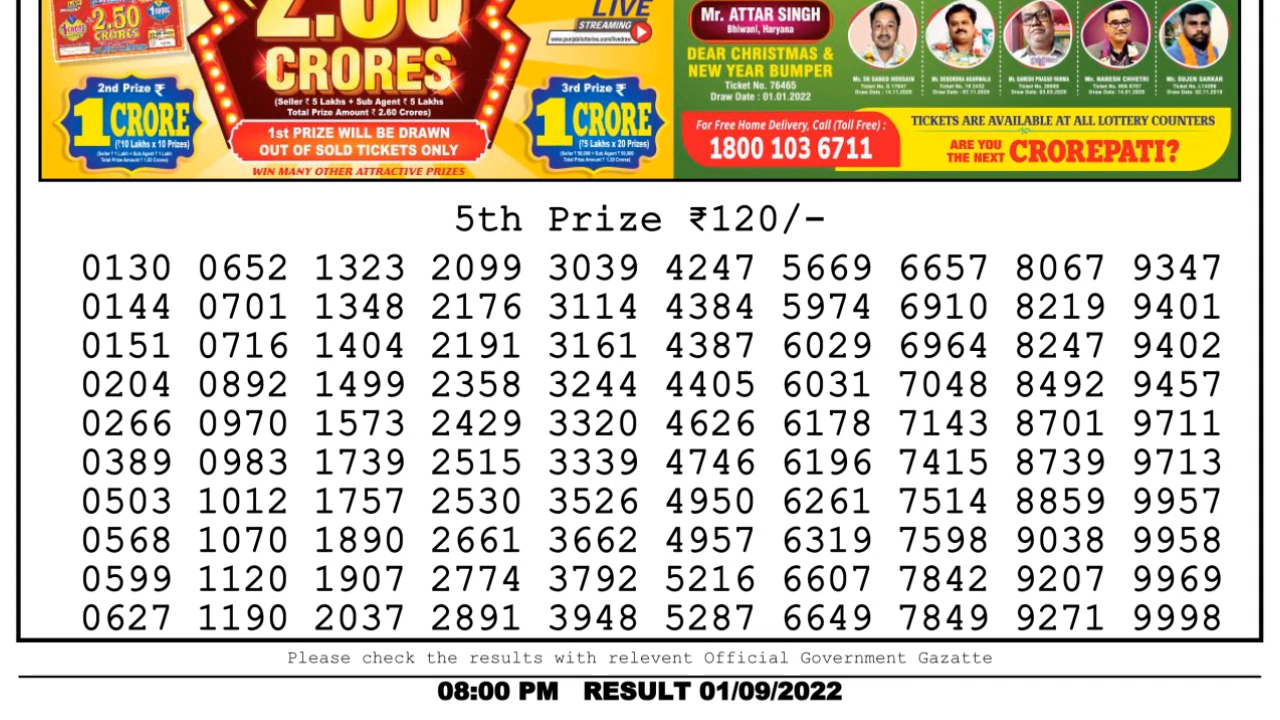 2.50
CRORES
CRORES
(Seller ₹ 5 Lakhs + Sub Agent ₹ 5 Lakhs
Total Prize Amount ₹ 2.60 Crores)
1st PRIZE WILL BE DRAWN
OUT OF SOLD TICKETS ONLY
WIN MANY OTHER ATTRACTIVE PRIZES
2nd Prize ₹
1 CRORE
(₹10 Lakhs x 10 Prizes)
3rd Prize ₹
1 CRORE
(₹5 Lakhs x 20 Prizes)
LIVE
STREAMING
Mr. ATTAR SINGH
Bhiwani, Haryana
DEAR CHRISTMAS &
NEW YEAR BUMPER
Ticket No. 76465
Draw Date : 01.01.2022
For Free Home Delivery, Call (Toll Free) :
1800 103 6711
TICKETS ARE AVAILABLE AT ALL LOTTERY COUNTERS
ARE YOU
THE NEXT CROREPATI?
5th Prize ₹120/-
0130 0652 1323 2099 3039 4247 5669 6657 8067 9347
0144 0701 1348 2176 3114 4384 5974 6910 8219 9401
0151 0716 1404 2191 3161 4387 6029 6964 8247 9402
0204 0892 1499 2358 3244 4405 6031 7048 8492 9457
0266 0970 1573 2429 3320 4626 6178 7143 8701 9711
0389 0983 1739 2515 3339 4746 6196 7415 8739 9713
0503 1012 1757 2530 3526 4950 6261 7514 8859 9957
0568 1070 1890 2661 3662 4957 6319 7598 9038 9958
0599 1120 1907 2774 3792 5216 6607 7842 9207 9969
0627 1190 2037 2891 3948 5287 6649 7849 9271 9998
Please check the results with relevent Official Government Gazatte
08:00 PM RESULT 01/09/2022